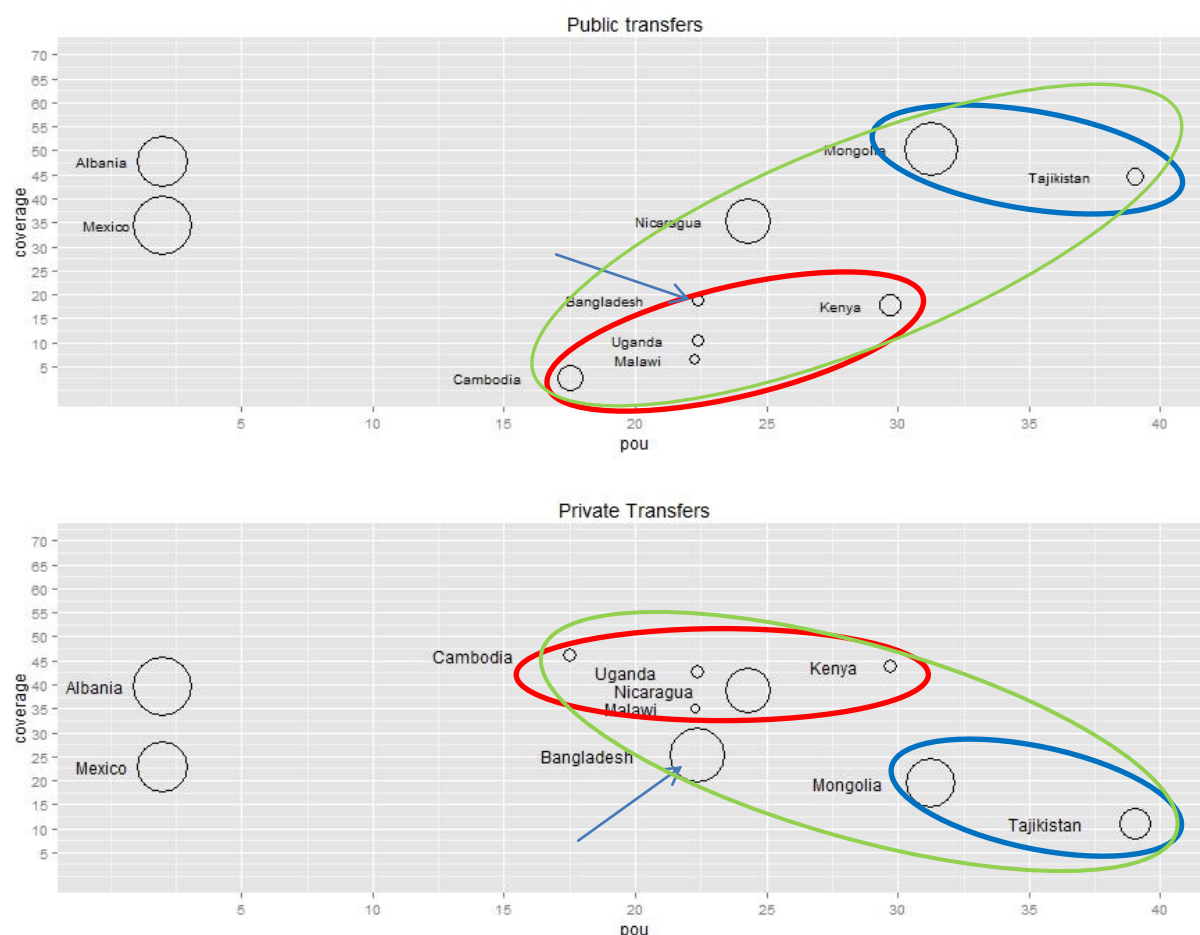 Public transfers
70
65
60
55
50
45
40
35
30
25
20
15
10
5
coverage
Albania
Mexico
Mongolia
Tajikistan
Nicaragua
Bangladesh
Kenya
Uganda
Malawi
Cambodia
5 10 15 20 25 30 35 40
pou
Private Transfers
70
65
60
55
50
45
40
35
30
25
20
15
10
5
coverage
Cambodia
Uganda
Kenya
Albania
Nicaragua
Malawi
Mexico
Bangladesh
Mongolia
Tajikistan
5 10 15 20 25 30 35 40
pou